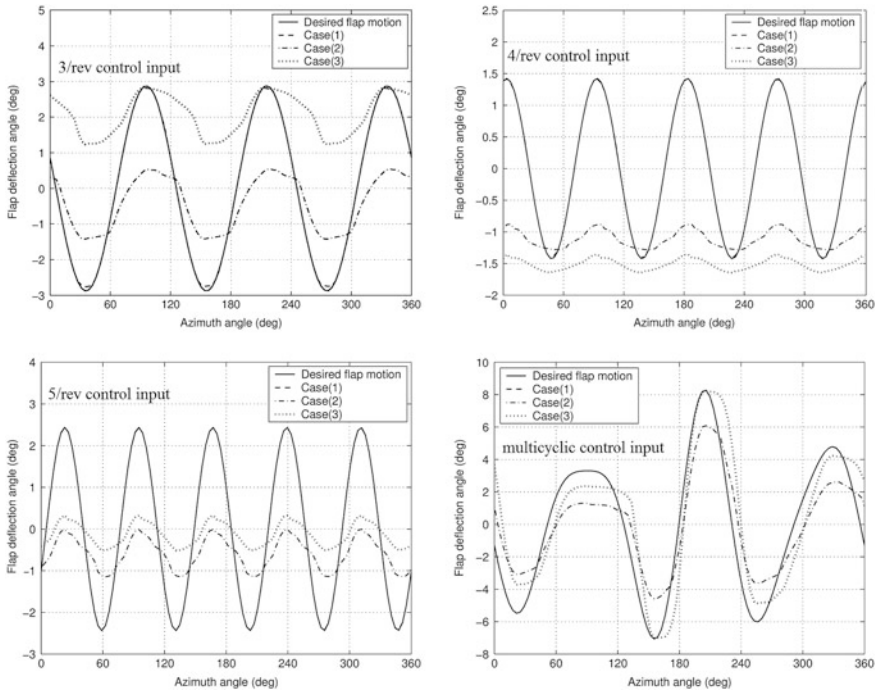 5
4
3
2
1
0
-1
-2
-3
Flap deflection angle (deg)
3/rev control input
Desired flap motion
Case(1)
Case(2)
Case(3)
0 60 120 180 240 300 360
Azimuth angle (deg)
2.5
2
1.5
1
0.5
0
-0.5
-1.0
-1.5
-2
Flap deflection angle (deg)
4/rev control input
Desired flap motion
Case(1)
Case(2)
Case(3)
0 60 120 180 240 300 360
Azimuth angle (deg)
4
3
2
1
0
-1
-2
-3
Flap deflection angle (deg)
5/rev control input
Desired flap motion
Case(1)
Case(2)
Case(3)
0 60 120 180 240 300 360
Azimuth angle (deg)
10
8
6
4
2
0
-2
-4
-6
-8
Flap deflection angle (deg)
Desired flap motion
Case(1)
Case(2)
Case(3)
multicyclic control input
0 60 120 180 240 300 360
Azimuth angle (deg)